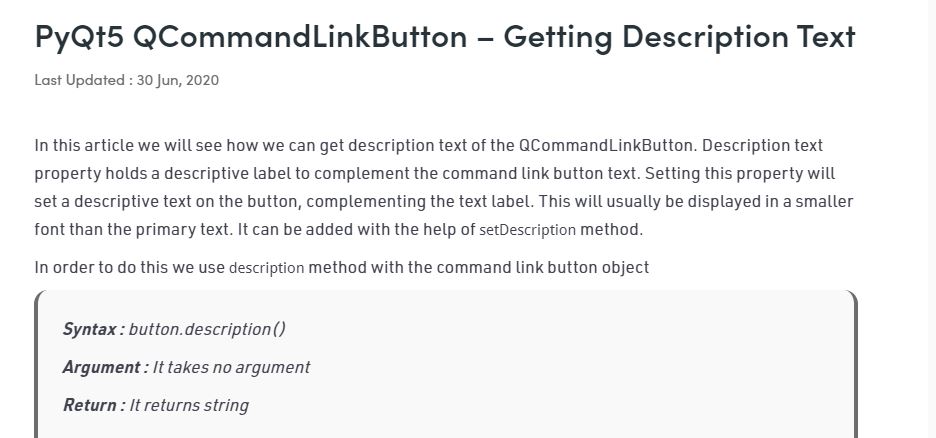 PyQt5 QCommandLinkButton – Getting Description Text
Last Updated : 30 Jun, 2020
In this article we will see how we can get description text of the QCommandLinkButton. Description text
property holds a descriptive label to complement the command link button text. Setting this property will
set a descriptive text on the button, complementing the text label. This will usually be displayed in a smaller
font than the primary text. It can be added with the help of setDescription method.
In order to do this we use description method with the command link button object
Syntax : button.description()
Argument : It takes no argument
Return : It returns string